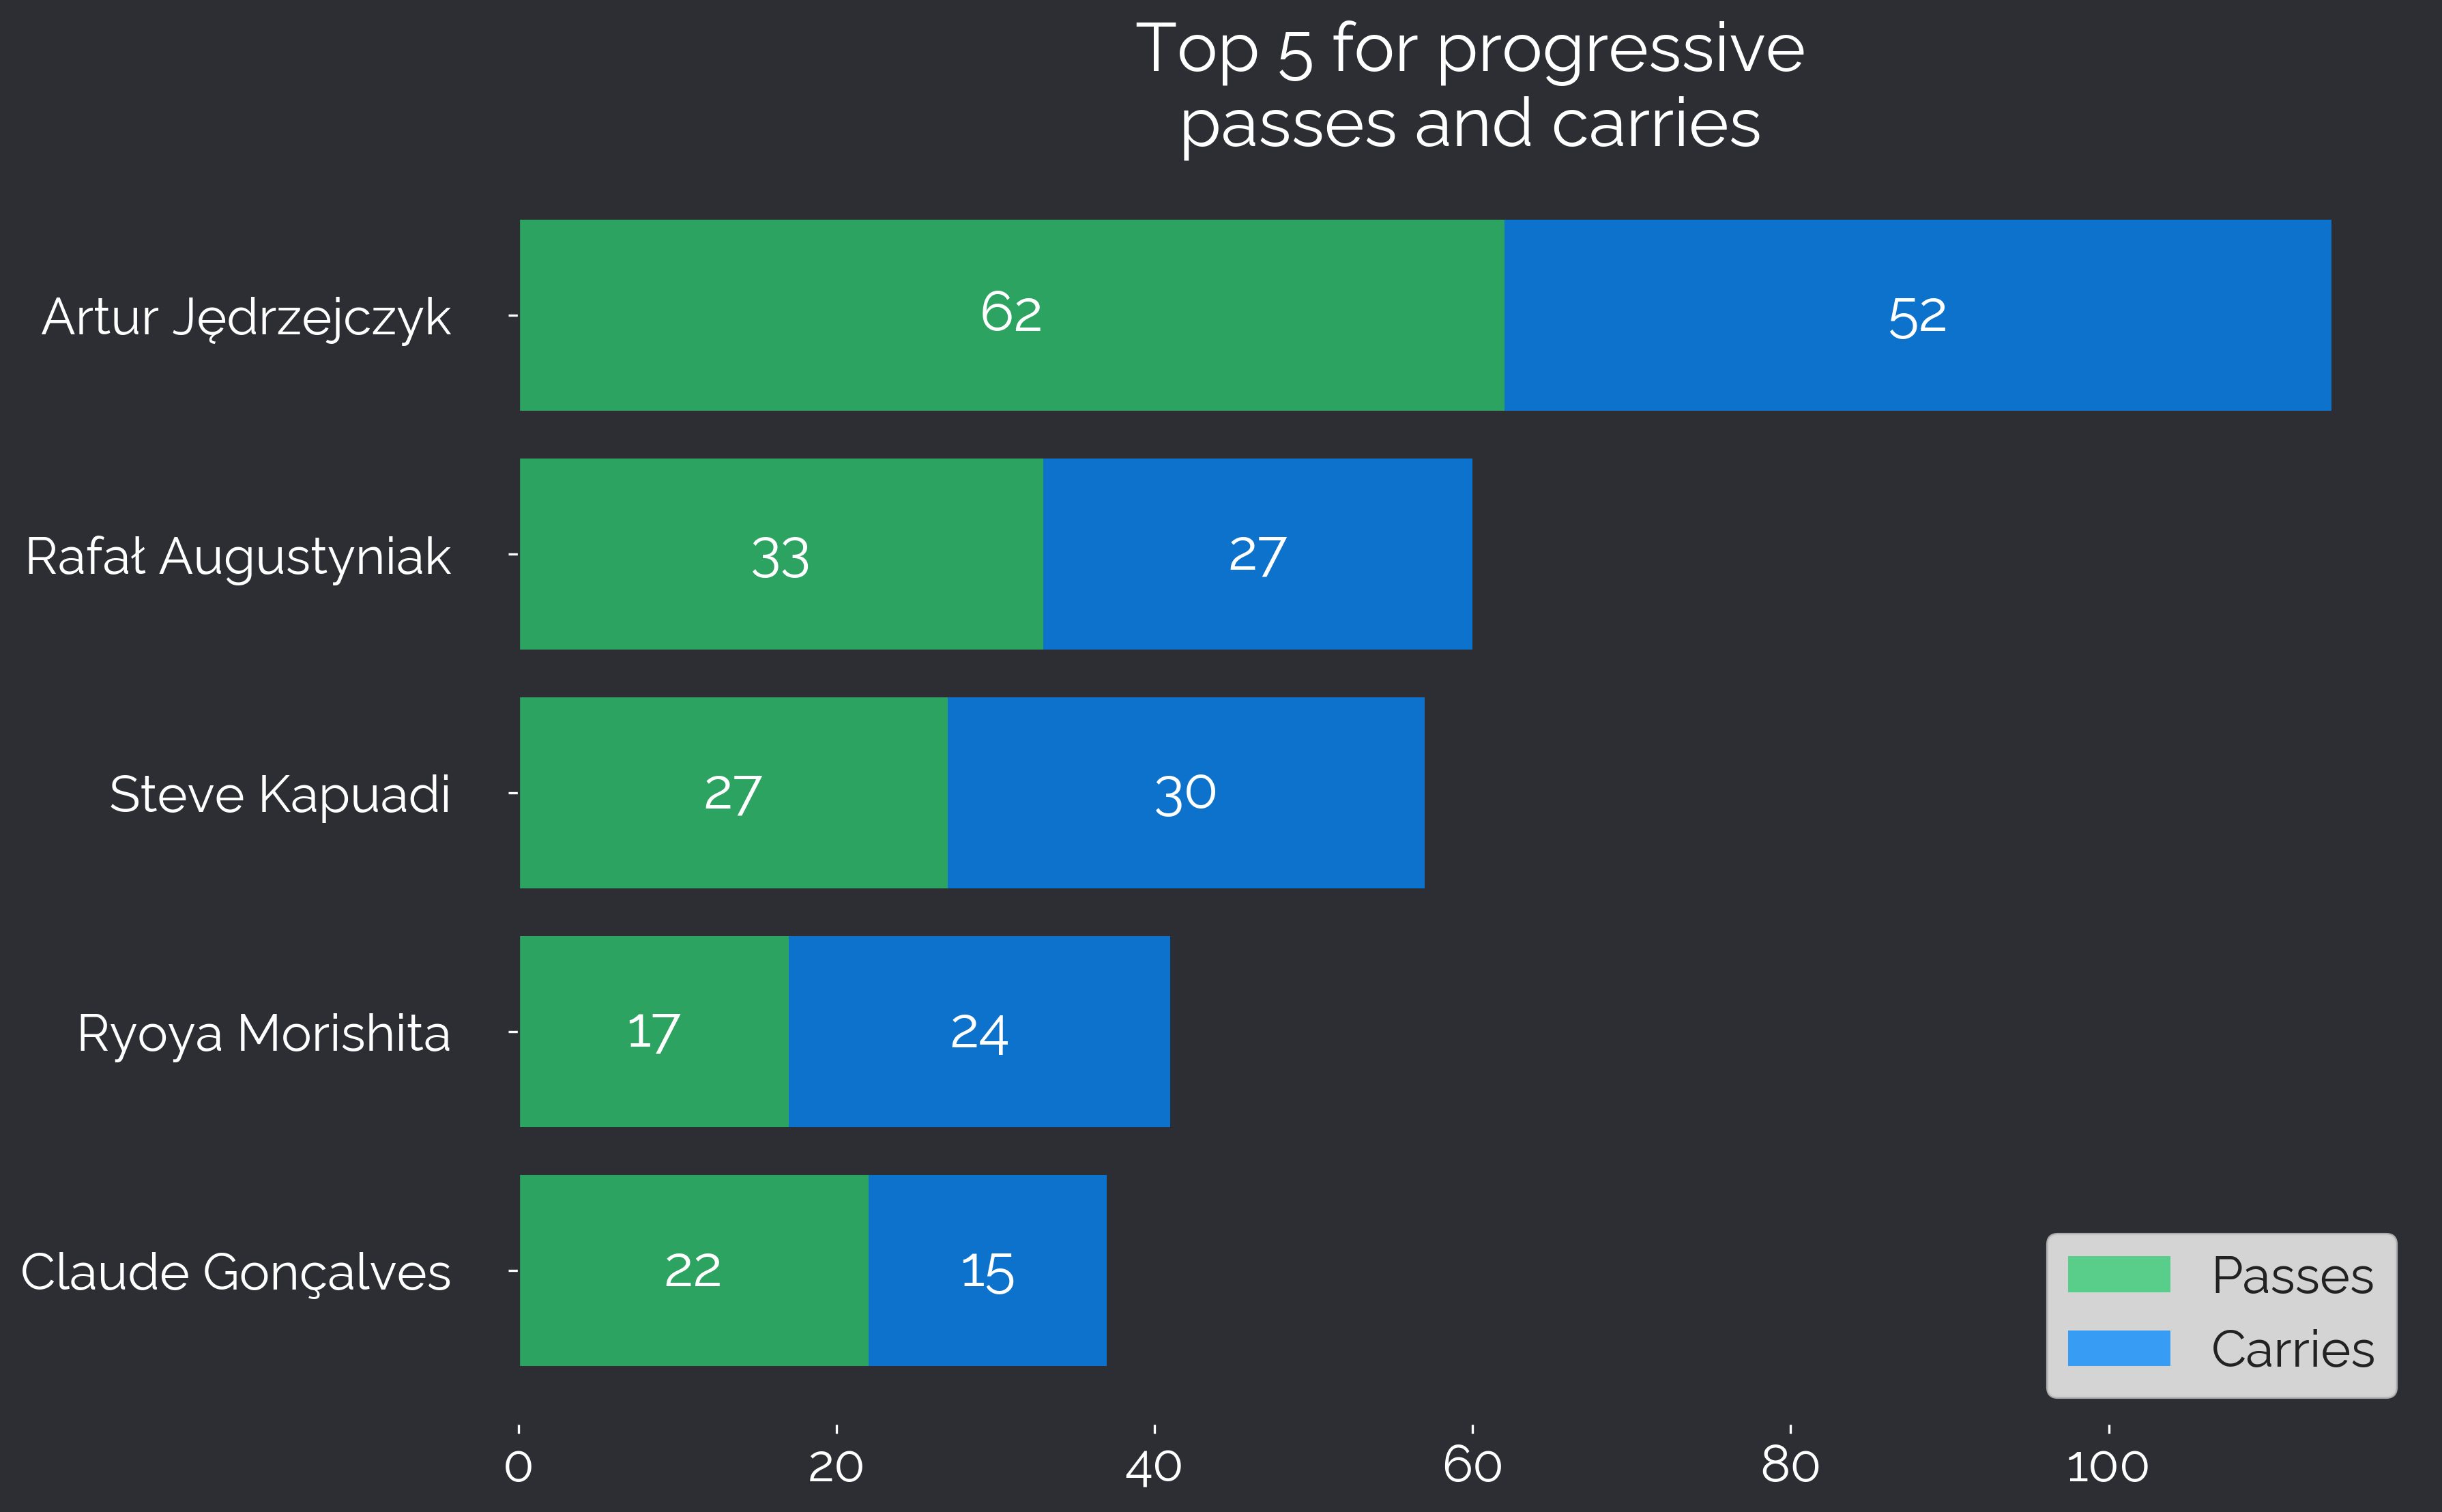 Top 5 for progressive
passes and carries
Artur Jędrzejczyk
62
52
Rafał Augustyniak
33
27
Steve Kapuadi
27
30
Ryoya Morishita
17
24
Claude Gonçalves
22
15
Passes
Carries
0 20 40 60 80 100